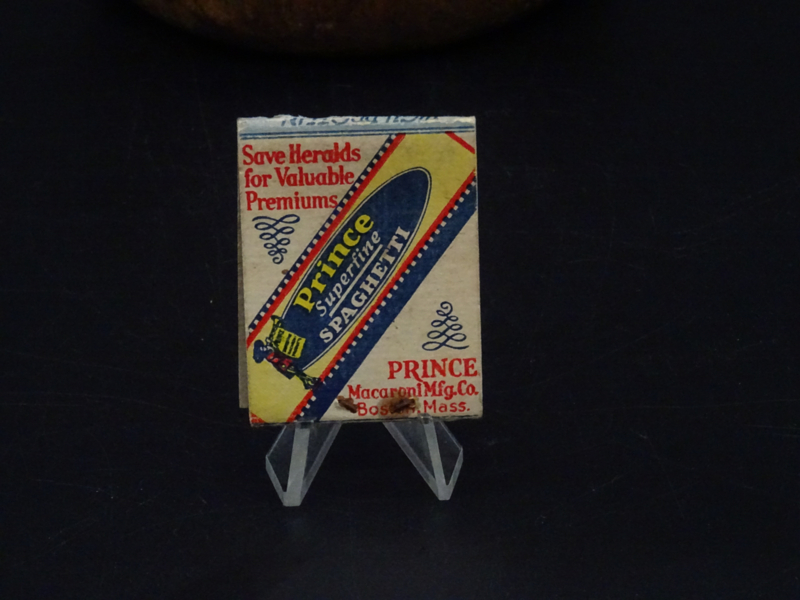 Save Heralds
for Valuable
Premiums
Prince
Superfine
SPAGHETTI
PRINCE
Macaroni Mfg. Co.
Boston, Mass.